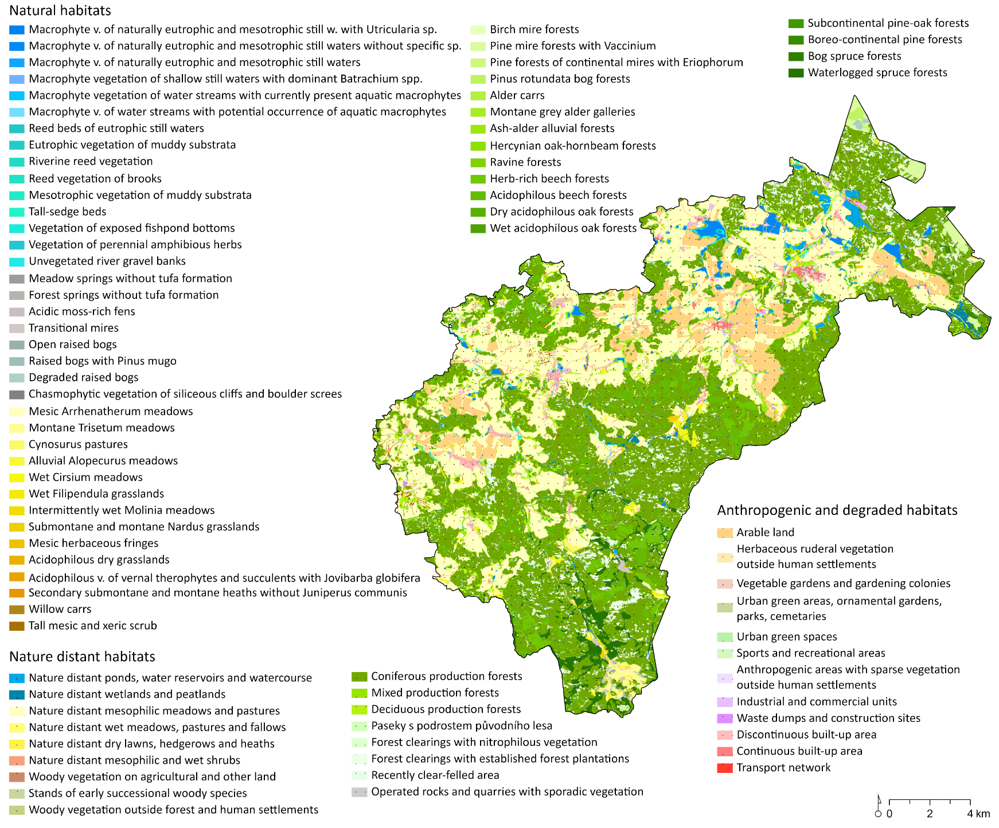 Natural habitats
Macrophyte v. of naturally eutrophic and mesotrophic still w. with Utricularia sp.
Macrophyte v. of naturally eutrophic and mesotrophic still waters without specific sp.
Macrophyte v. of naturally eutrophic and mesotrophic still waters
Macrophyte vegetation of shallow still waters with dominant Batrachium spp.
Macrophyte vegetation of water streams with currently present aquatic macrophytes
Macrophyte v. of water streams with potential occurrence of aquatic macrophytes
Reed beds of eutrophic still waters
Eutrophic vegetation of muddy substrata
Riverine reed vegetation
Reed vegetation of brooks
Mesotrophic vegetation of muddy substrata
Tall-sedge beds
Vegetation of exposed fishpond bottoms
Vegetation of perennial amphibious herbs
Unvegetated river gravel banks
Meadow springs without tufa formation
Forest springs without tufa formation
Acidic moss-rich fens
Transitional mires
Open raised bogs
Raised bogs with Pinus mugo
Degraded raised bogs
Chasmophytic vegetation of siliceous cliffs and boulder screes
Mesic Arrhenatherum meadows
Montane Trisetum meadows
Cynosurus pastures
Alluvial Alopecurus meadows
Wet Cirsium meadows
Wet Filipendula grasslands
Intermittently wet Molinia meadows
Submontane and montane Nardus grasslands
Mesic herbaceous fringes
Acidophilous dry grasslands
Acidophilous v. of vernal therophytes and succulents with Jovibarba globifera
Secondary submontane and montane heaths without Juniperus communis
Willow carrs
Tall mesic and xeric scrub
Birch mire forests
Pine mire forests with Vaccinium
Pine forests of continental mires with Eriophorum
Pinus rotundata bog forests
Alder carrs
Montane grey alder galleries
Ash-alder alluvial forests
Hercynian oak-hornbeam forests
Ravine forests
Herb-rich beech forests
Acidophilous beech forests
Dry acidophilous oak forests
Wet acidophilous oak forests
Subcontinental pine-oak forests
Boreo-continental pine forests
Bog spruce forests
Waterlogged spruce forests
Nature distant habitats
Nature distant ponds, water reservoirs and watercourse
Nature distant wetlands and peatlands
Nature distant mesophilic meadows and pastures
Nature distant wet meadows, pastures and fallows
Nature distant dry lawns, hedgerows and heaths
Nature distant mesophilic and wet shrubs
Woody vegetation on agricultural and other land
Stands of early successional woody species
Woody vegetation outside forest and human settlements
Coniferous production forests
Mixed production forests
Deciduous production forests
Paseky s podrostem původního lesa
Forest clearings with nitrophilous vegetation
Forest clearings with established forest plantations
Recently clear-felled area
Operated rocks and quarries with sporadic vegetation
Anthropogenic and degraded habitats
Arable land
Herbaceous ruderal vegetation
outside human settlements
Vegetable gardens and gardening colonies
Urban green areas, ornamental gardens,
parks, cemetaries
Urban green spaces
Sports and recreational areas
Anthropogenic areas with sparse vegetation
outside human settlements
Industrial and commercial units
Waste dumps and construction sites
Discontinuous built-up area
Continuous built-up area
Transport network
0 2 4 km